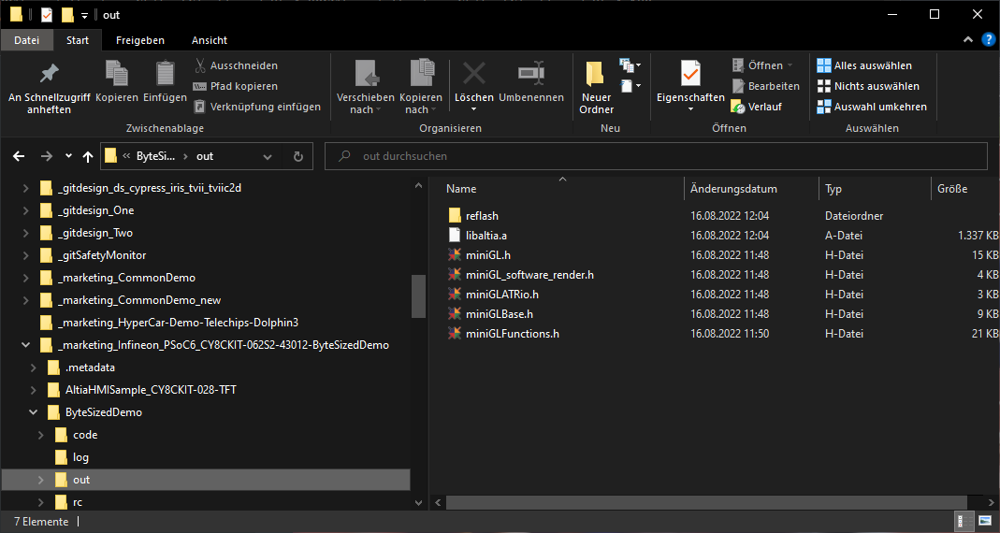 out
Datei Start Freigeben Ansicht
An Schnellzugriff anheften
Kopieren
Einfügen
Ausschneiden
Pfad kopieren
Verknüpfung einfügen
Zwischenablage
Verschieben nach
Kopieren nach
Löschen
Umbenennen
Organisieren
Neuer Ordner
Neu
Eigenschaften
Öffnen
Bearbeiten
Verlauf
Öffnen
Alles auswählen
Nichts auswählen
Auswahl umkehren
Auswählen
« ByteSi... › out
out durchsuchen
_gitdesign_ds_cypress_iris_tvii_tviic2d
_gitdesign_One
_gitdesign_Two
_gitSafetyMonitor
_marketing_CommonDemo
_marketing_CommonDemo_new
_marketing_HyperCar-Demo-Telechips-Dolphin3
_marketing_Infineon_PSoC6_CY8CKIT-062S2-43012-ByteSizedDemo
.metadata
AltiaHMISample_CY8CKIT-028-TFT
ByteSizedDemo
code
log
out
rc
Name Änderungsdatum Typ Größe
reflash 16.08.2022 12:04 Dateiordner
libaltia.a 16.08.2022 12:04 A-Datei 1.337 KB
miniGL.h 16.08.2022 11:48 H-Datei 15 KB
miniGL_software_render.h 16.08.2022 11:48 H-Datei 4 KB
miniGLATRio.h 16.08.2022 11:48 H-Datei 3 KB
miniGLBase.h 16.08.2022 11:48 H-Datei 9 KB
miniGLFunctions.h 16.08.2022 11:50 H-Datei 21 KB
7 Elemente